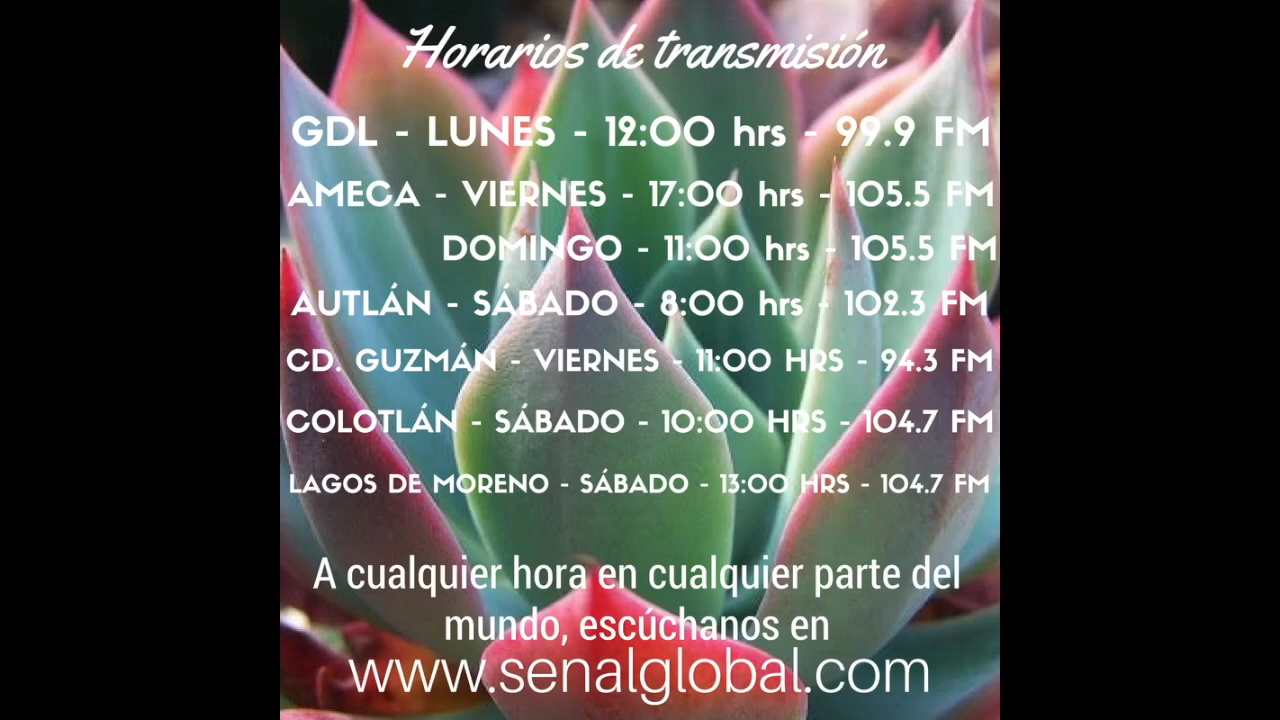 Horarios de transmisión
GDL - LUNES - 12:00 hrs - 99.9 FM
AMECA - VIERNES - 17:00 hrs - 105.5 FM
DOMINGO - 11:00 hrs - 105.5 FM
AUTLÁN - SÁBADO - 8:00 hrs - 102.3 FM
CD. GUZMÁN - VIERNES - 11:00 HRS - 94.3 FM
COLOTLÁN - SÁBADO - 10:00 HRS - 104.7 FM
LAGOS DE MORENO - SÁBADO - 13:00 HRS - 104.7 FM
A cualquier hora en cualquier parte del
mundo, escúchanos en
www.senalglobal.com